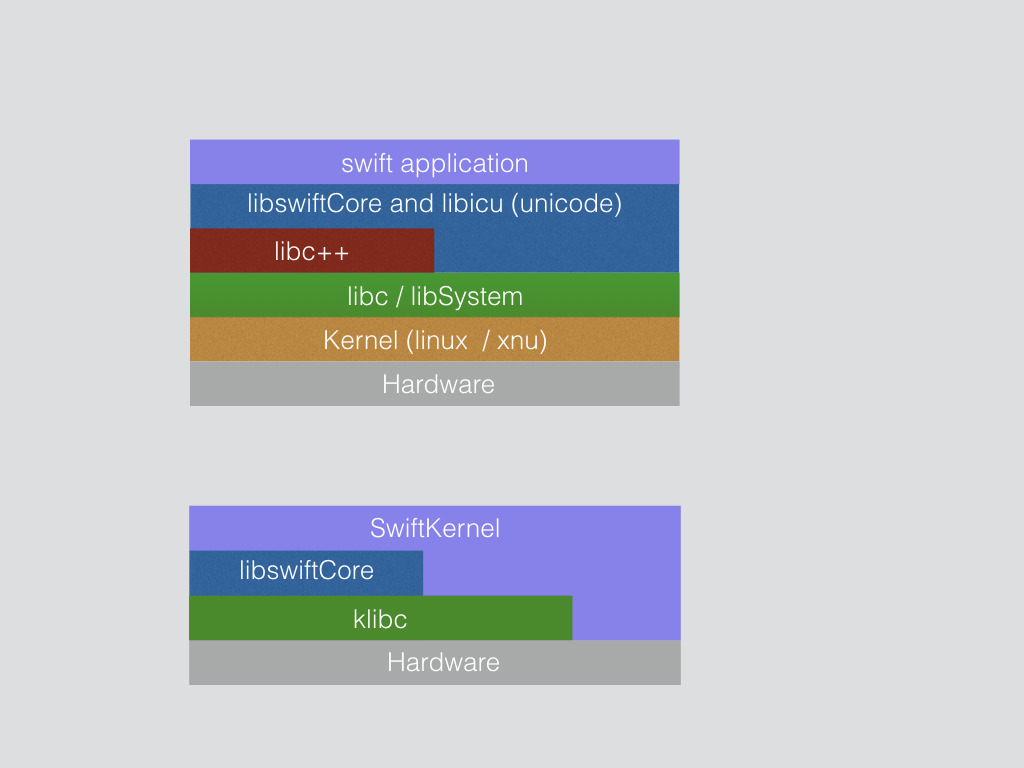 swift application
libswiftCore and libicu (unicode)
libc++
libc / libSystem
Kernel (linux  / xnu)
Hardware
SwiftKernel
libswiftCore
klibc
Hardware